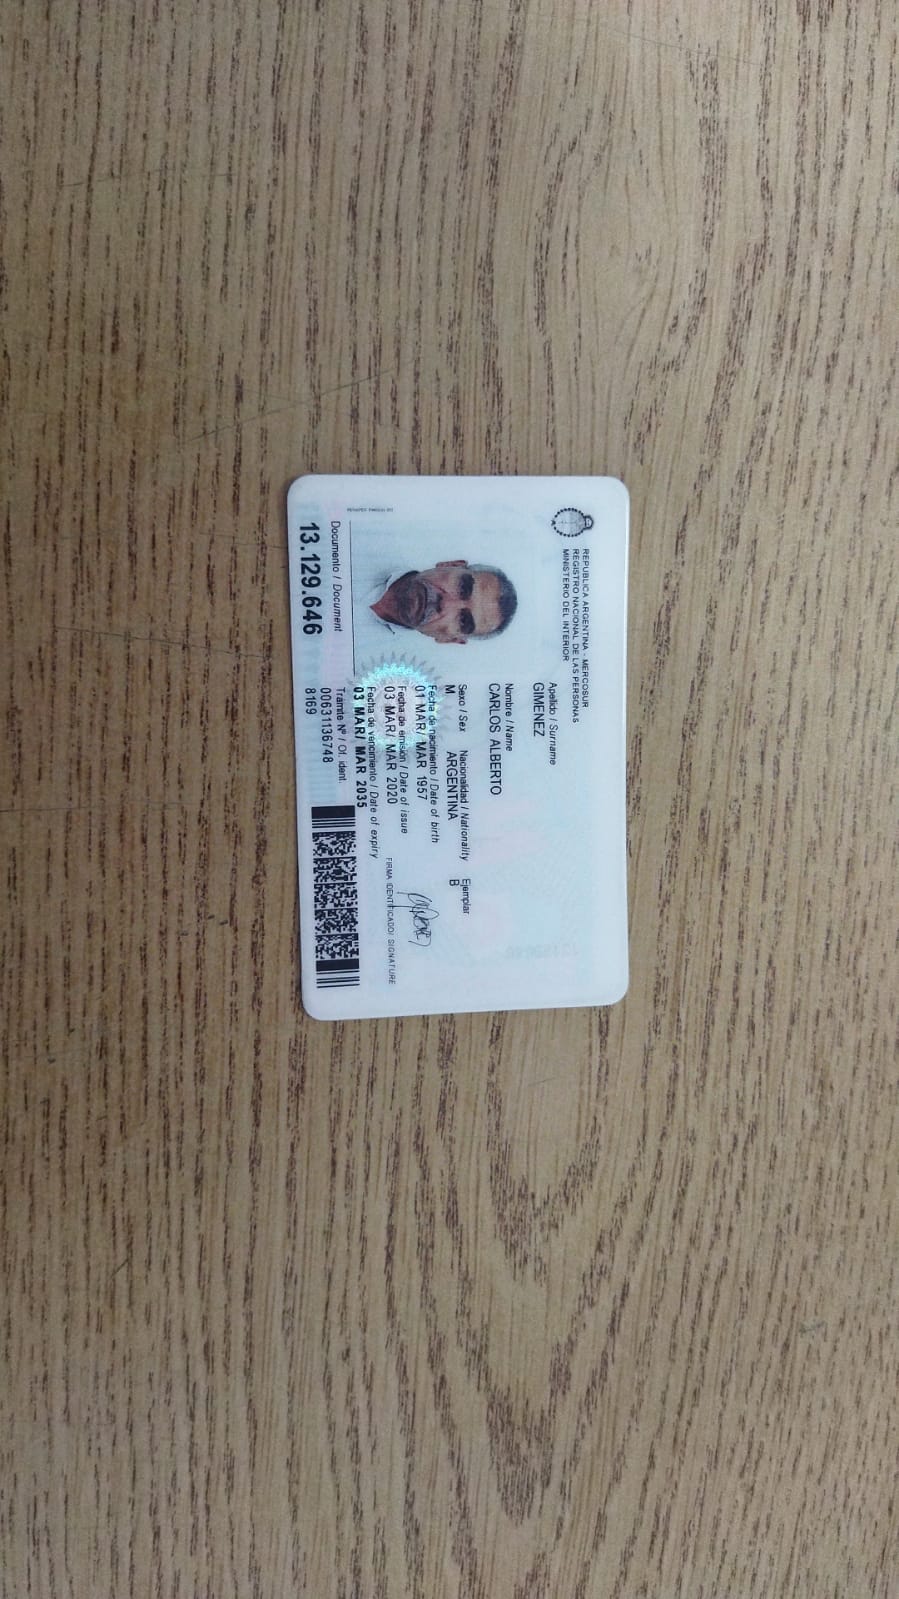 REPUBLICA ARGENTINA - MERCOSUR
REGISTRO NACIONAL DE LAS PERSONAS
MINISTERIO DEL INTERIOR
Apellido / Surname
GIMENEZ
Nombre / Name
CARLOS ALBERTO
Sexo / Sex Nacionalidad / Nationality Ejemplar
M ARGENTINA B
Fecha de nacimiento / Date of birth
01 MAR/ MAR 1957
Fecha de emisión / Date of issue
03 MAR/ MAR 2020
Fecha de vencimiento / Date of expiry
03 MAR/ MAR 2035
FIRMA IDENTIFICADO/ SIGNATURE
Documento / Document
13.129.646
Trámite Nº / Of. ident.
00631136748
8169